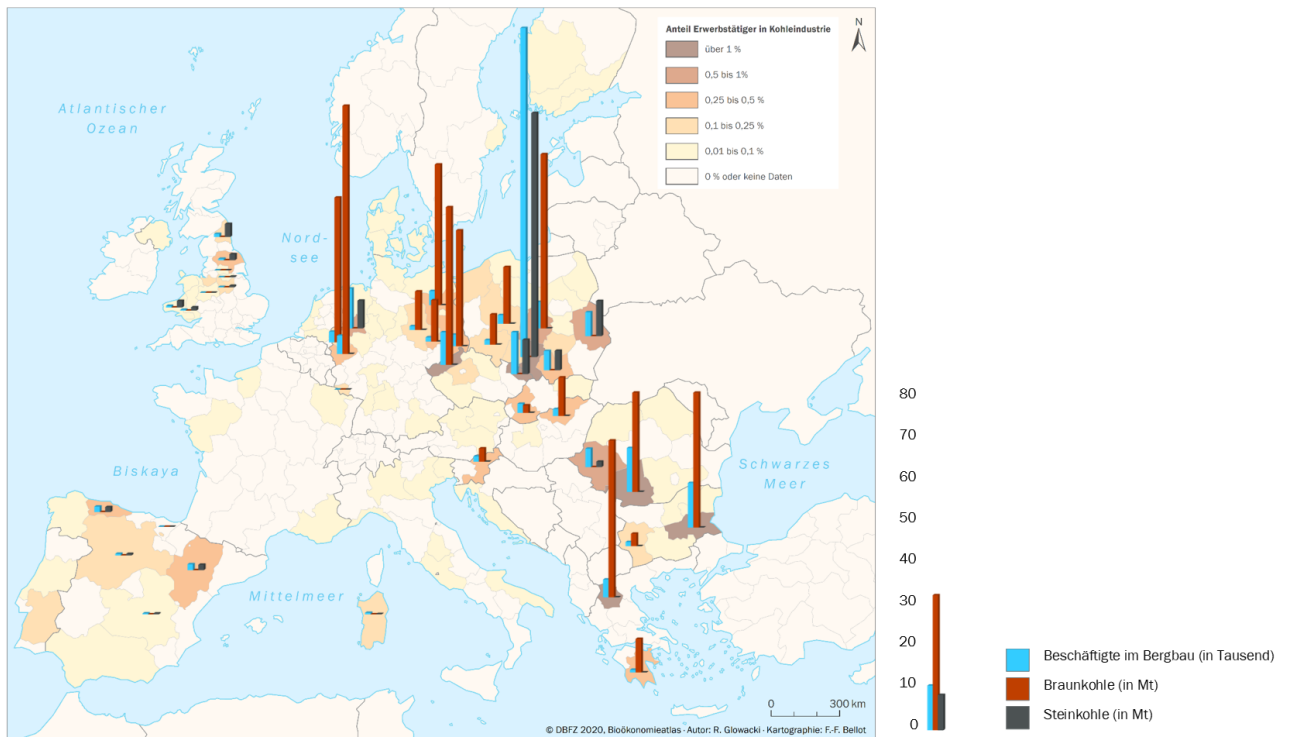 Anteil Erwerbstätiger in Kohleindustrie
über 1 %
0,5 bis 1%
0,25 bis 0,5 %
0,1 bis 0,25 %
0,01 bis 0,1 %
0 % oder keine Daten
N
Atlantischer
Ozean
Nord-
see
Biskaya
Schwarzes
Meer
Mittelmeer
0
300 km
© DBFZ 2020, Bioökonomieatlas - Autor: R. Glowacki - Kartographie: F.-F. Bellot
80
70
60
50
40
30
20
10
0
Beschäftigte im Bergbau (in Tausend)
Braunkohle (in Mt)
Steinkohle (in Mt)